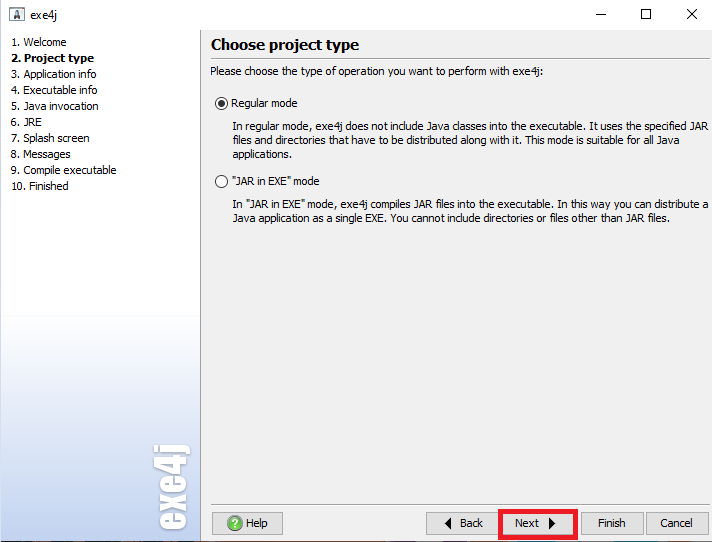 exe4j
1. Welcome
2. Project type
3. Application info
4. Executable info
5. Java invocation
6. JRE
7. Splash screen
8. Messages
9. Compile executable
10. Finished
exe4j
Choose project type
Please choose the type of operation you want to perform with exe4j:
Regular mode
In regular mode, exe4j does not include Java classes into the executable. It uses the specified JAR
files and directories that have to be distributed along with it. This mode is suitable for all Java
applications.
"JAR in EXE" mode
In "JAR in EXE" mode, exe4j compiles JAR files into the executable. In this way you can distribute a
Java application as a single EXE. You cannot include directories or files other than JAR files.
Help
Back
Next
Finish
Cancel